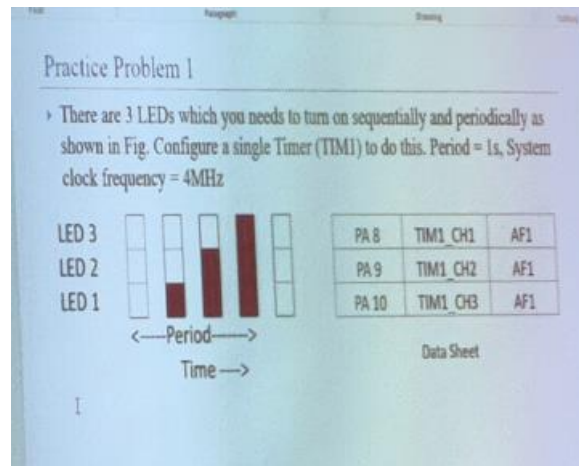 Paragraph
Drawing
Practice Problem 1
› There are 3 LEDs which you needs to turn on sequentially and periodically as
shown in Fig. Configure a single Timer (TIM1) to do this. Period = 1s, System
clock frequency = 4MHz
LED 3
LED 2
LED 1
<----Period------>
Time --->
PA 8 TIM1_CH1 AF1
PA 9 TIM1_CH2 AF1
PA 10 TIM1_CH3 AF1
Data Sheet